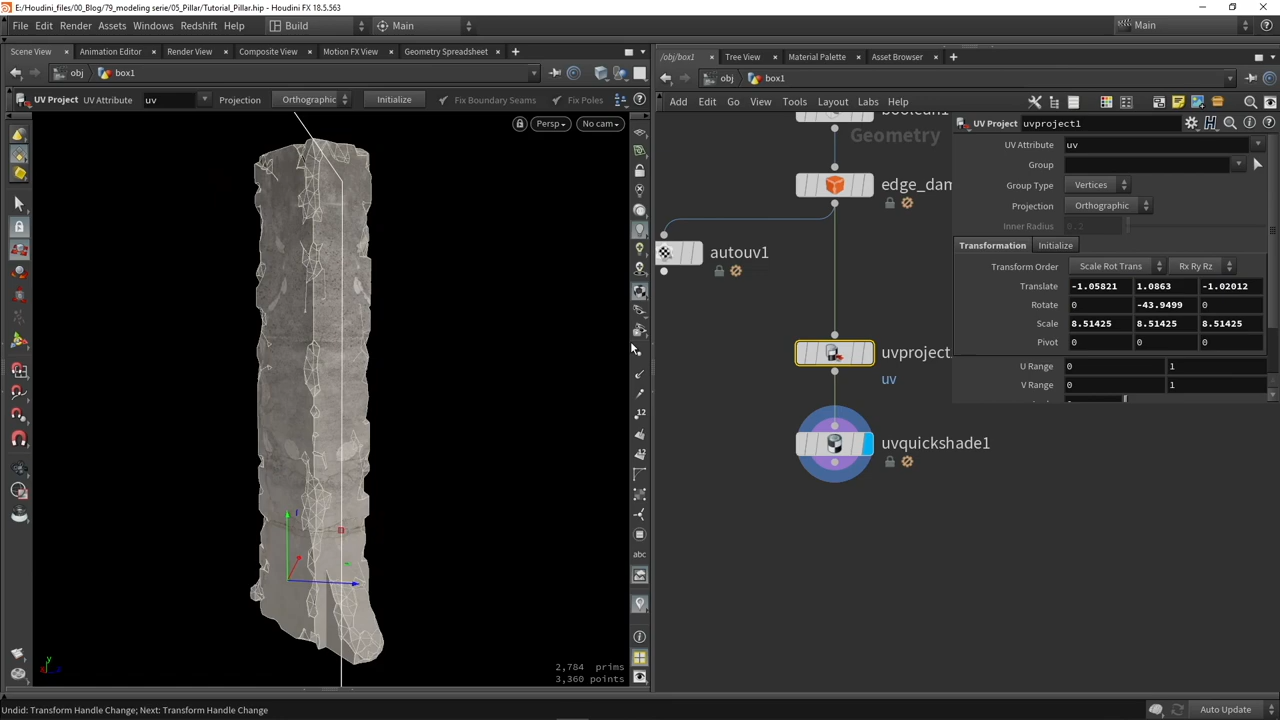 E:/Houdini_files/00_Blog/79_modeling serie/05_Pillar/Tutorial_Pillar.hip - Houdini FX 18.5.563
File Edit Render Assets Windows Redshift Help Build Main Main
Scene View Animation Editor Render View Composite View Motion FX View Geometry Spreadsheet
/obj/box1 Tree View Material Palette Asset Browser
obj box1
obj box1
UV Project UV Attribute uv Projection Orthographic Initialize Fix Boundary Seams Fix Poles
Add Edit Go View Tools Layout Labs Help
Persp No cam
Geometry
UV Project uvproject1
UV Attribute uv
Group
Group Type Vertices
Projection Orthographic
Inner Radius 0.2
Transformation Initialize
Transform Order Scale Rot Trans Rx Ry Rz
Translate -1.05821 1.0863 -1.02012
Rotate 0 -43.9499 0
Scale 8.51425 8.51425 8.51425
Pivot 0 0 0
U Range 0 1
V Range 0 1
edge_dam
autouv1
uvproject
uv
uvquickshade1
12
12
abc
y
x z
2,784 prims
3,360 points
Undid: Transform Handle Change; Next: Transform Handle Change
Auto Update